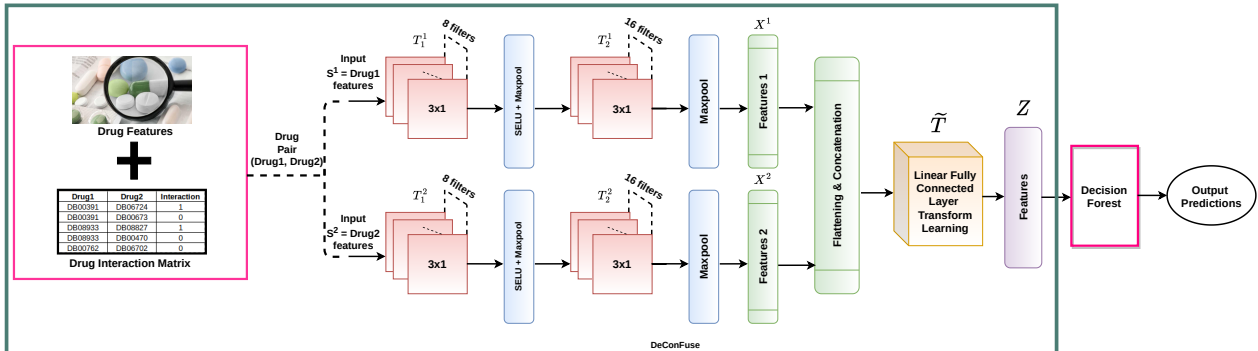 Drug Features
Drug1 Drug2 Interaction
DB00391 DB06724 1
DB00391 DB00673 0
DB08933 DB08827 1
DB08933 DB00470 0
DB00762 DB06702 0
Drug Interaction Matrix
Drug
Pair
(Drug1, Drug2)
Input
S¹ = Drug1
features
T₁¹
8 filters
3x1
SELU + Maxpool
T₂¹
16 filters
3x1
Maxpool
X¹
Features 1
Input
S² = Drug2
features
T₁²
8 filters
3x1
SELU + Maxpool
T₂²
16 filters
3x1
Maxpool
X²
Features 2
Flattening & Concatenation
T̃
Linear Fully
Connected
Layer
Transform
Learning
Z
Features
Decision
Forest
Output
Predictions
DeConFuse